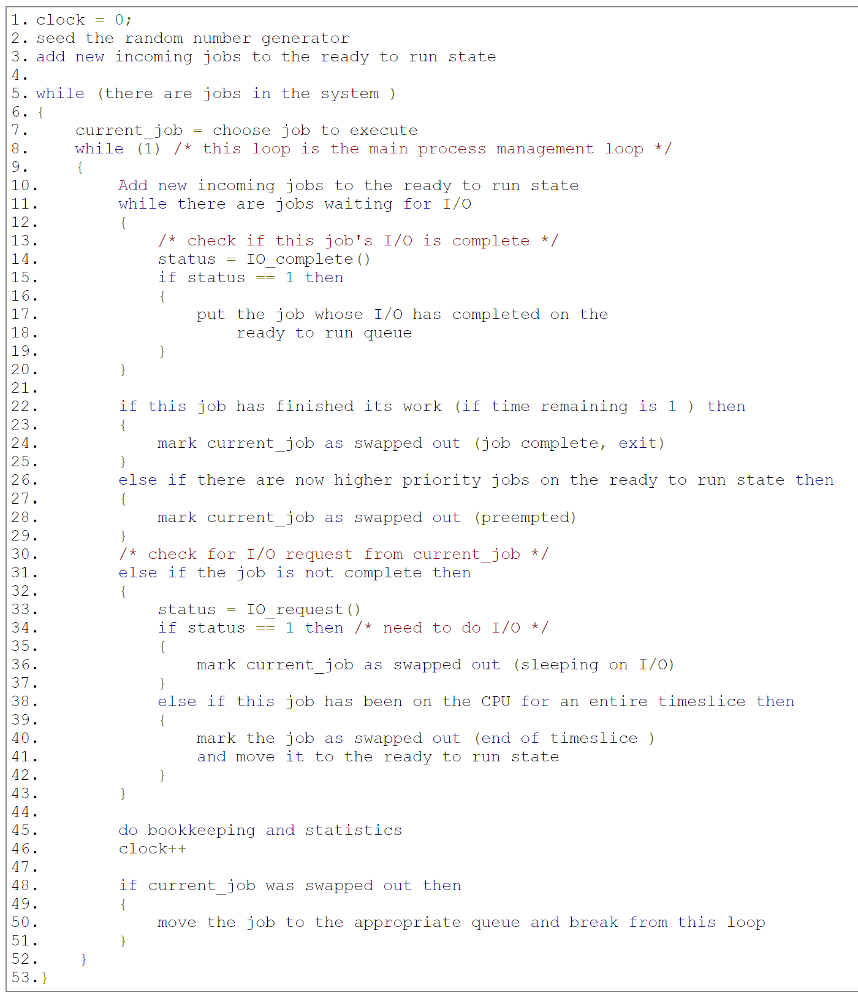 1. clock = 0;
2. seed the random number generator
3. add new incoming jobs to the ready to run state
4.
5. while (there are jobs in the system )
6. {
7.     current_job = choose job to execute
8.     while (1) /* this loop is the main process management loop */
9.     {
10.        Add new incoming jobs to the ready to run state
11.        while there are jobs waiting for I/O
12.        {
13.            /* check if this job's I/O is complete */
14.            status = IO_complete()
15.            if status == 1 then
16.            {
17.                put the job whose I/O has completed on the
18.                    ready to run queue
19.            }
20.        }
21.
22.        if this job has finished its work (if time remaining is 1 ) then
23.        {
24.            mark current_job as swapped out (job complete, exit)
25.        }
26.        else if there are now higher priority jobs on the ready to run state then
27.        {
28.            mark current_job as swapped out (preempted)
29.        }
30.        /* check for I/O request from current_job */
31.        else if the job is not complete then
32.        {
33.            status = IO_request()
34.            if status == 1 then /* need to do I/O */
35.            {
36.                mark current_job as swapped out (sleeping on I/O)
37.            }
38.            else if this job has been on the CPU for an entire timeslice then
39.            {
40.                mark the job as swapped out (end of timeslice )
41.                and move it to the ready to run state
42.            }
43.        }
44.
45.        do bookkeeping and statistics
46.        clock++
47.
48.        if current_job was swapped out then
49.        {
50.            move the job to the appropriate queue and break from this loop
51.        }
52.    }
53.}